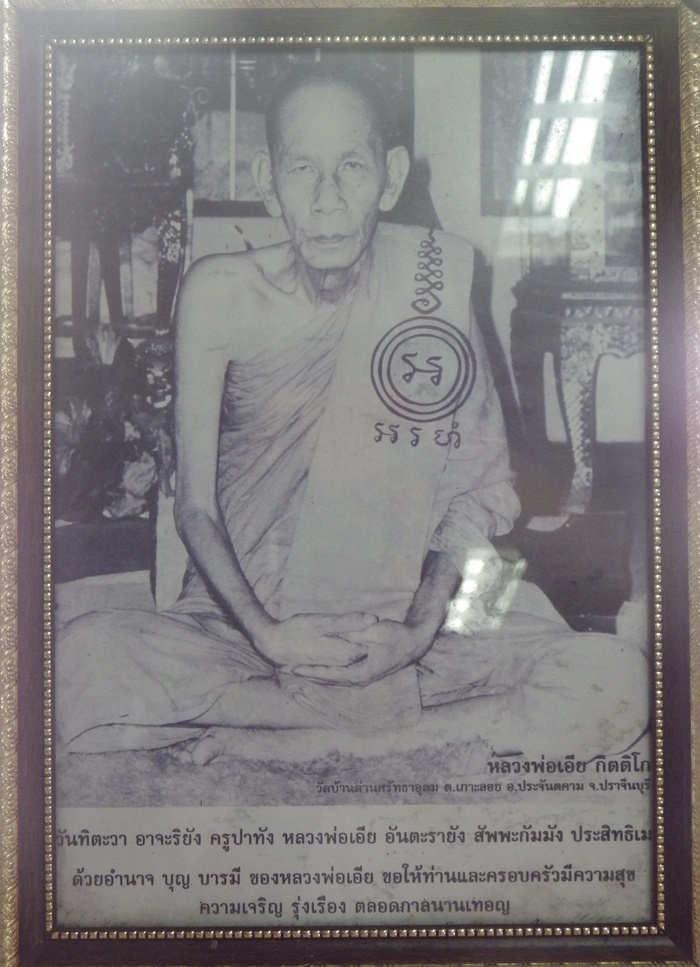 อ ร หํ
หลวงพ่อเอีย กิตติโก
วัดบ้านด่านศรัทธาอุดม ต.เกาะลอย อ.ประจันตคาม จ.ปราจีนบุรี
วันทิตะวา อาจะริยัง ครูปาทัง หลวงพ่อเอีย อันตะรายัง สัพพะกัมมัง ประสิทธิเม
ด้วยอำนาจ บุญ บารมี ของหลวงพ่อเอีย ขอให้ท่านและครอบครัวมีความสุข
ความเจริญ รุ่งเรือง ตลอดกาลนานเทอญ